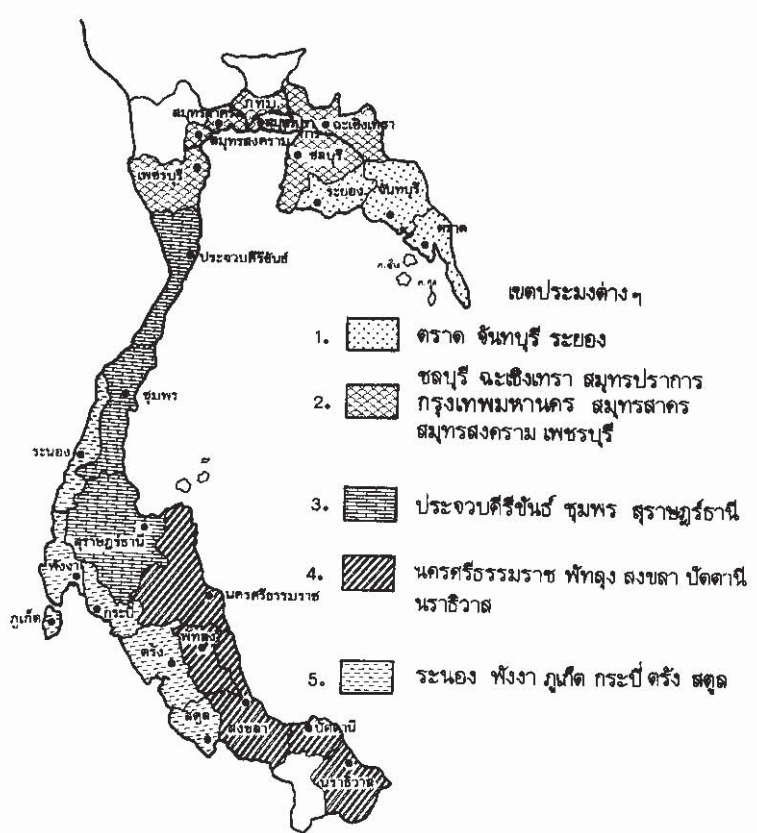 กทม.
สมุทรสาคร
สมุทรปรา
การ
ฉะเชิงเทรา
สมุทรสงคราม
ชลบุรี
เพชรบุรี
ระยอง
จันทบุรี
ตราด
ประจวบคีรีขันธ์
เขตประมงต่าง ๆ
1. ตราด จันทบุรี ระยอง
2. ชลบุรี ฉะเชิงเทรา สมุทรปราการ
กรุงเทพมหานคร สมุทรสาคร
สมุทรสงคราม เพชรบุรี
ชุมพร
ระนอง
3. ประจวบคีรีขันธ์ ชุมพร สุราษฎร์ธานี
สุราษฎร์ธานี
4. นครศรีธรรมราช พัทลุง สงขลา ปัตตานี
นราธิวาส
พังงา
นครศรีธรรมราช
กระบี่
ภูเก็ต
พัทลุง
ตรัง
5. ระนอง พังงา ภูเก็ต กระบี่ ตรัง สตูล
สตูล
สงขลา
ปัตตานี
นราธิวาส